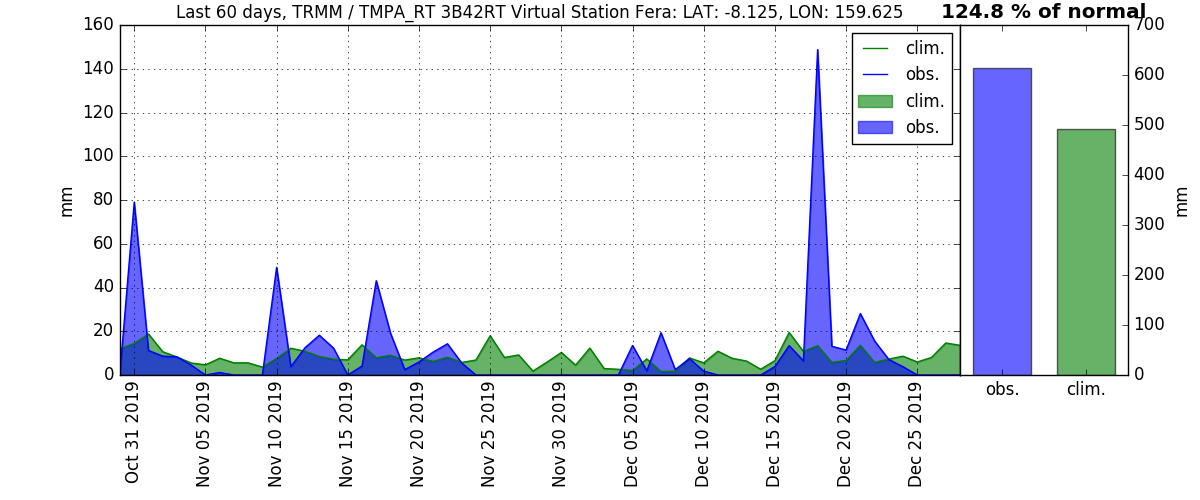 Last 60 days, TRMM / TMPA_RT 3B42RT Virtual Station Fera: LAT: -8.125, LON: 159.625
124.8 % of normal
160
140
120
100
80
60
40
20
0
mm
clim.
obs.
clim.
obs.
Oct 31 2019
Nov 05 2019
Nov 10 2019
Nov 15 2019
Nov 20 2019
Nov 25 2019
Nov 30 2019
Dec 05 2019
Dec 10 2019
Dec 15 2019
Dec 20 2019
Dec 25 2019
700
600
500
400
300
200
100
0
mm
obs.
clim.